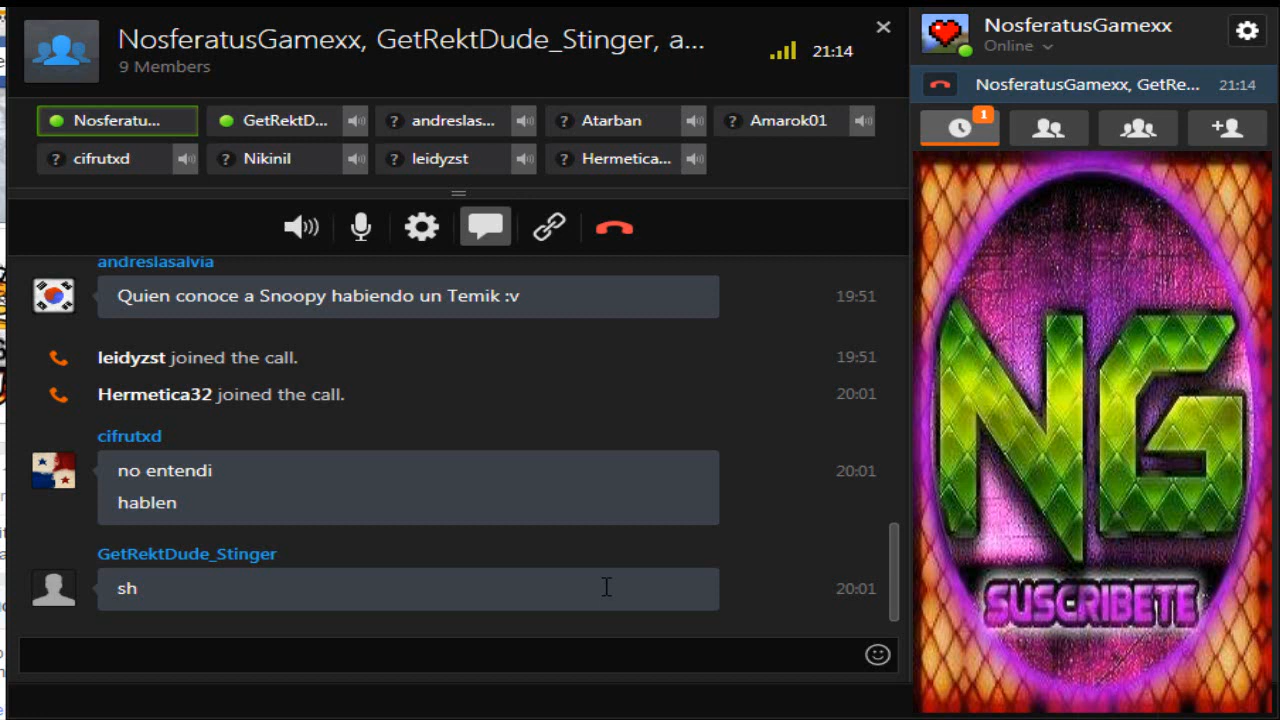 NosferatusGamexx, GetRektDude_Stinger, a...
9 Members
21:14
Nosferatu...
GetRektD...
andreslas...
Atarban
Amarok01
cifrutxd
Nikinil
leidyzst
Hermetica...
andreslasalvia
Quien conoce a Snoopy habiendo un Temik :v
19:51
leidyzst joined the call.
19:51
Hermetica32 joined the call.
20:01
cifrutxd
no entendi
20:01
hablen
GetRektDude_Stinger
sh
20:01
NosferatusGamexx
Online
NosferatusGamexx, GetRe...
21:14
1
NG
SUSCRIBETE